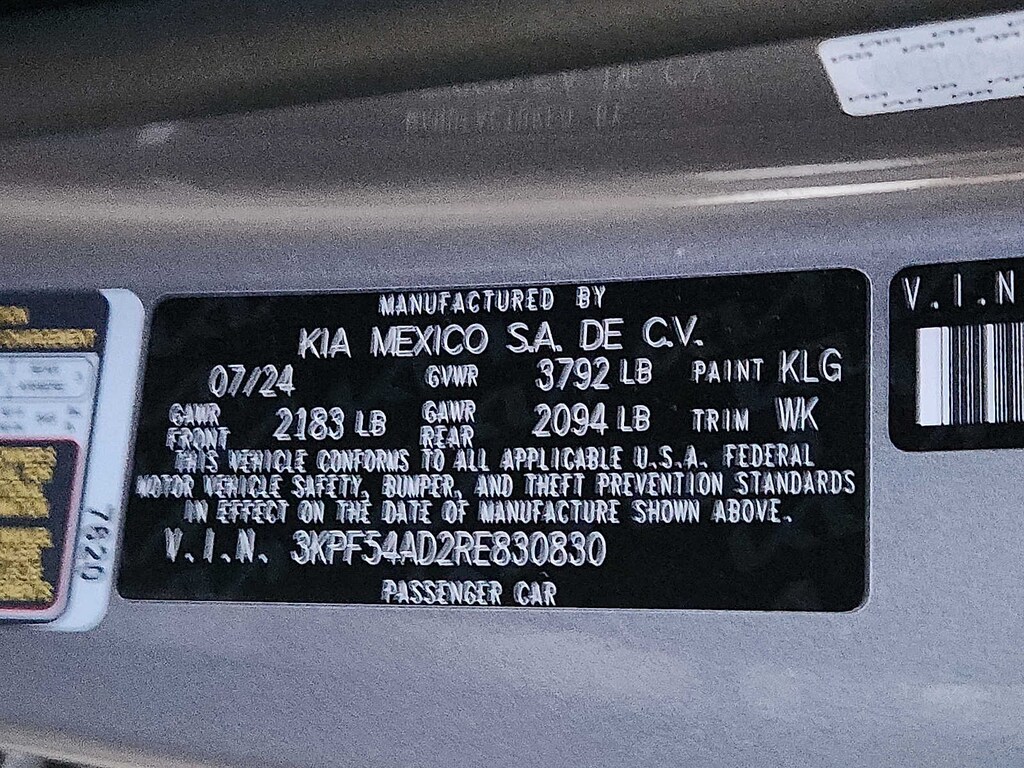 MANUFACTURED BY
KIA MEXICO S.A. DE C.V.
07/24 GVWR 3792 LB PAINT KLG
GAWR FRONT 2183 LB GAWR REAR 2094 LB TRIM WK
THIS VEHICLE CONFORMS TO ALL APPLICABLE U.S.A. FEDERAL
MOTOR VEHICLE SAFETY, BUMPER, AND THEFT PREVENTION STANDARDS
IN EFFECT ON THE DATE OF MANUFACTURE SHOWN ABOVE.
V.I.N. 3KPF54AD2RE830830
PASSENGER CAR
V.I.N
7820